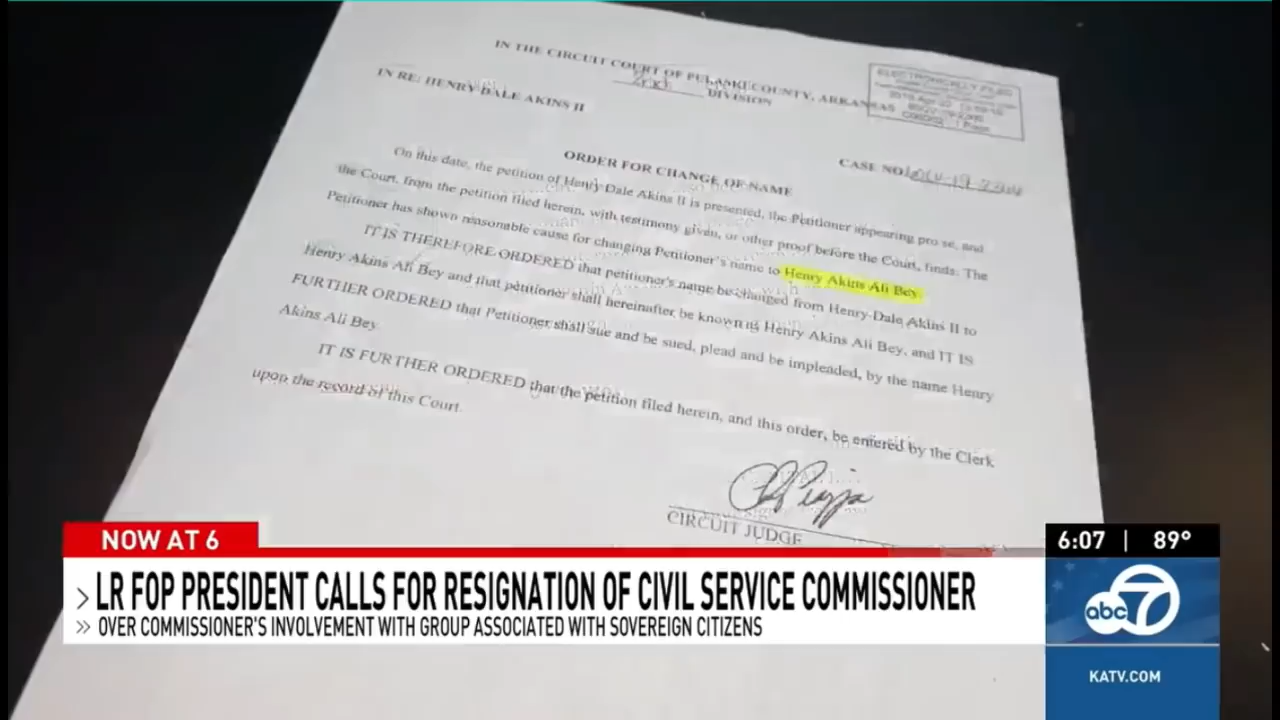 IN THE CIRCUIT COURT OF PULASKI COUNTY, ARKANSAS
DIVISION
IN RE: HENRY DALE AKINS II
ELECTRONICALLY FILED
CASE NO.
ORDER FOR CHANGE OF NAME
On this date, the petition of Henry Dale Akins II is presented, the Petitioner appearing pro se, and
the Court, from the petition filed herein, with testimony given, or other proof before the Court, finds. The
Petitioner has shown reasonable cause for changing Petitioner's name to Henry Akins Ali Bey.
IT IS THEREFORE ORDERED that petitioner's name be changed from Henry Dale Akins II to
Henry Akins Ali Bey and that petitioner shall hereinafter be known as Henry Akins Ali Bey, and IT IS
FURTHER ORDERED that Petitioner shall sue and be sued, plead and be impleaded, by the name Henry
Akins Ali Bey.
IT IS FURTHER ORDERED that the petition filed herein, and this order, be entered by the Clerk
upon the record of this Court.
CIRCUIT JUDGE
NOW AT 6
LR FOP PRESIDENT CALLS FOR RESIGNATION OF CIVIL SERVICE COMMISSIONER
OVER COMMISSIONER'S INVOLVEMENT WITH GROUP ASSOCIATED WITH SOVEREIGN CITIZENS
6:07 | 89°
abc 7
KATV.COM